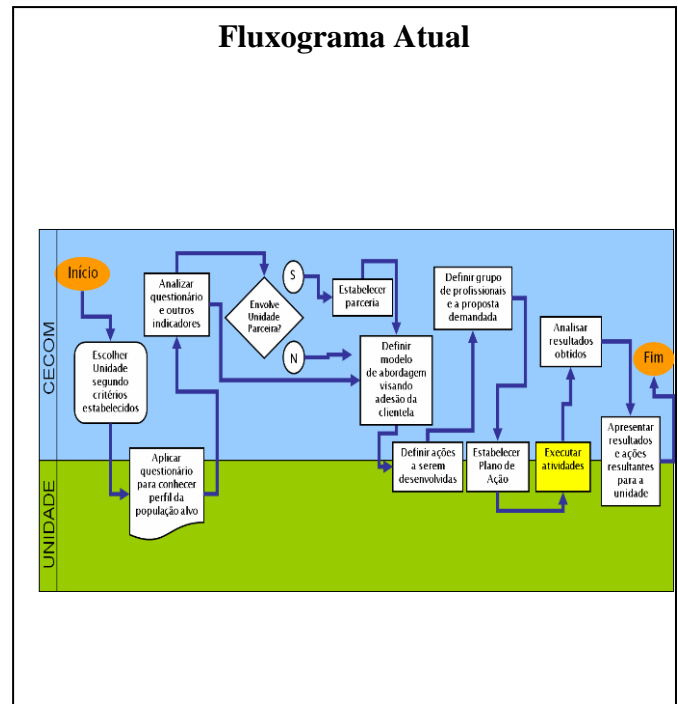 Fluxograma Atual
CECOM
Início
Escolher
Unidade
segundo
critérios
estabelecidos
Aplicar
questionário
para conhecer
perfil da
população alvo
Analizar
questionário
e outros
indicadores
Envolve
Unidade
Parceira?
S
N
Estabelecer
parceria
Definir
modelo
de abordagem
visando
adesão da
clientela
Definir ações
a serem
desenvolvidas
Definir grupo
de profissionais
e a proposta
demandada
Estabelecer
Plano de
Ação
Executar
atividades
Analisar
resultados
obtidos
Apresentar
resultados
e ações
resultantes
para a
unidade
Fim
UNIDADE